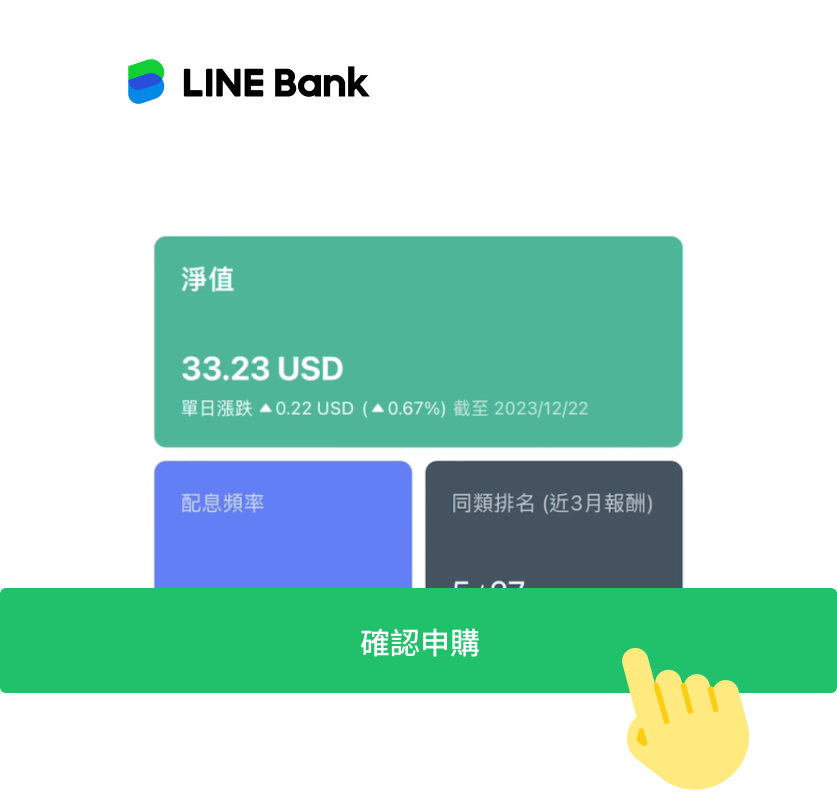 LINE Bank
淨值
33.23 USD
單日漲跌 ▲0.22 USD (▲0.67%) 截至 2023/12/22
配息頻率
同類排名 (近3月報酬)
確認申購